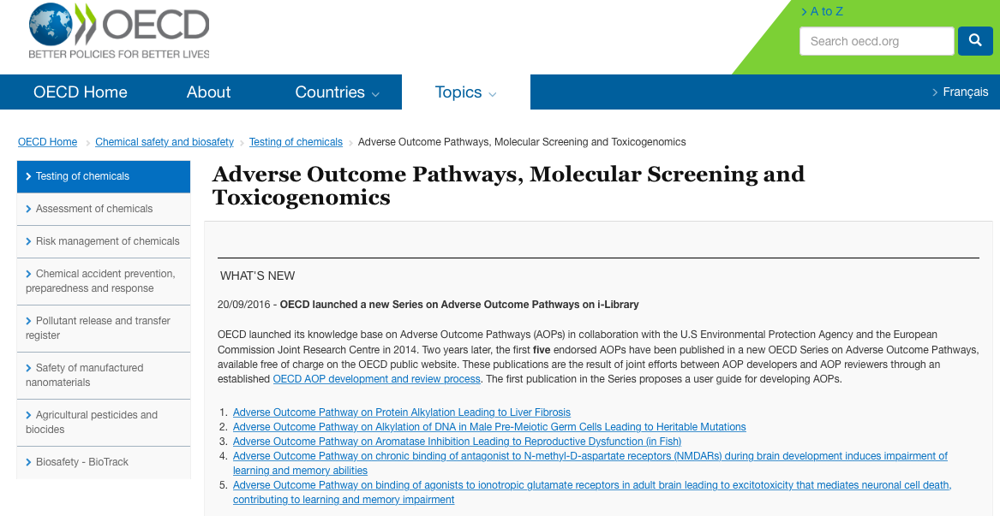 OECD
BETTER POLICIES FOR BETTER LIVES
A to Z
Search oecd.org
OECD Home
About
Countries
Topics
Français
OECD Home
Chemical safety and biosafety
Testing of chemicals
Adverse Outcome Pathways, Molecular Screening and Toxicogenomics
Testing of chemicals
Assessment of chemicals
Risk management of chemicals
Chemical accident prevention,
preparedness and response
Pollutant release and transfer
register
Safety of manufactured
nanomaterials
Agricultural pesticides and
biocides
Biosafety - BioTrack
Adverse Outcome Pathways, Molecular Screening and
Toxicogenomics
WHAT'S NEW
20/09/2016 - OECD launched a new Series on Adverse Outcome Pathways on i-Library
OECD launched its knowledge base on Adverse Outcome Pathways (AOPs) in collaboration with the U.S Environmental Protection Agency and the European
Commission Joint Research Centre in 2014. Two years later, the first five endorsed AOPs have been published in a new OECD Series on Adverse Outcome Pathways,
available free of charge on the OECD public website. These publications are the result of joint efforts between AOP developers and AOP reviewers through an
established OECD AOP development and review process. The first publication in the Series proposes a user guide for developing AOPs.
1. Adverse Outcome Pathway on Protein Alkylation Leading to Liver Fibrosis
2. Adverse Outcome Pathway on Alkylation of DNA in Male Pre-Meiotic Germ Cells Leading to Heritable Mutations
3. Adverse Outcome Pathway on Aromatase Inhibition Leading to Reproductive Dysfunction (in Fish)
4. Adverse Outcome Pathway on chronic binding of antagonist to N-methyl-D-aspartate receptors (NMDARs) during brain development induces impairment of
learning and memory abilities
5. Adverse Outcome Pathway on binding of agonists to ionotropic glutamate receptors in adult brain leading to excitotoxicity that mediates neuronal cell death,
contributing to learning and memory impairment